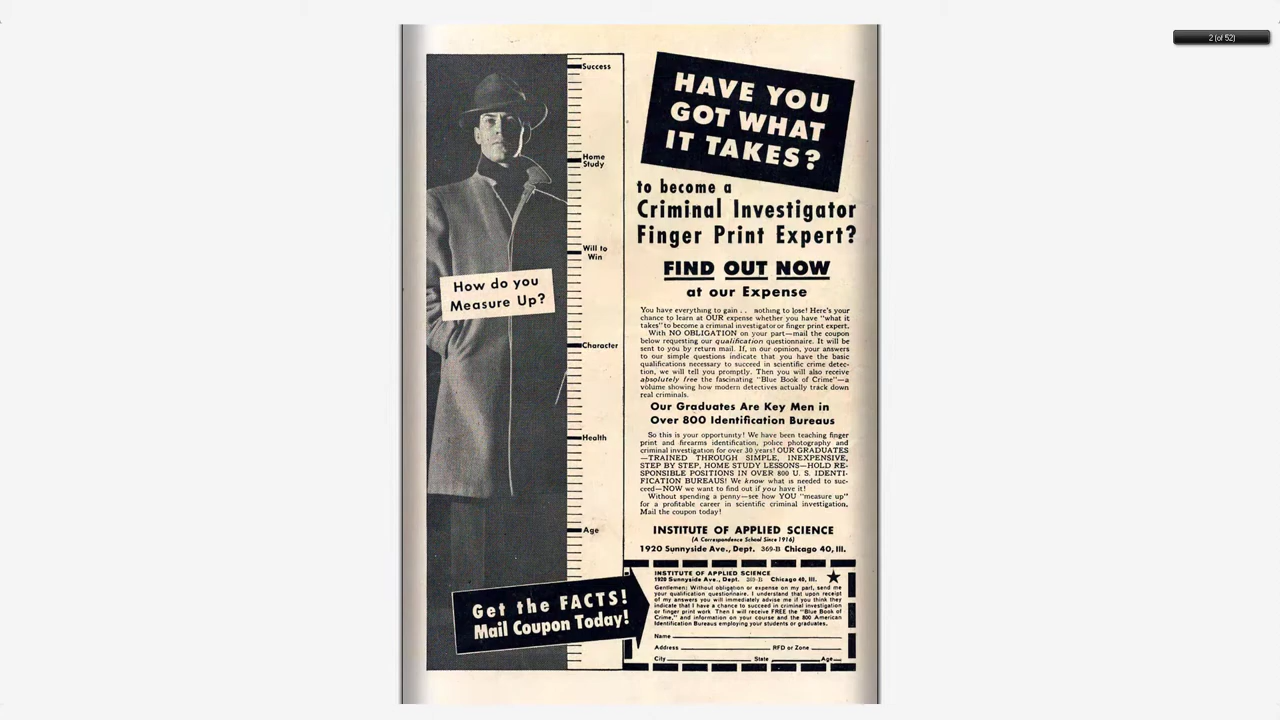 2 (of 52)
Success
Home
Study
Will to
Win
Character
Health
Age
How do you
Measure Up?
Get the FACTS!
Mail Coupon Today!
HAVE YOU
GOT WHAT
IT TAKES?
to become a
Criminal Investigator
Finger Print Expert?
FIND OUT NOW
at our Expense
You have everything to gain . . nothing to lose! Here's your
chance to learn at OUR expense whether you have "what it
takes" to become a criminal investigator or finger print expert.
With NO OBLIGATION on your part—mail the coupon
below requesting our qualification questionnaire. It will be
sent to you by return mail. If, in our opinion, your answers
to our simple questions indicate that you have the basic
qualifications necessary to succeed in scientific crime detec-
tion, we will tell you promptly. Then you will also receive
absolutely free the fascinating "Blue Book of Crime"—a
volume showing how modern detectives actually track down
real criminals.
Our Graduates Are Key Men in
Over 800 Identification Bureaus
So this is your opportunity! We have been teaching finger
print and firearms identification, police photography and
criminal investigation for over 30 years! OUR GRADUATES
—TRAINED THROUGH SIMPLE, INEXPENSIVE,
STEP BY STEP, HOME STUDY LESSONS—HOLD RE-
SPONSIBLE POSITIONS IN OVER 800 U. S. IDENTI-
FICATION BUREAUS! We know what is needed to suc-
ceed—NOW we want to find out if you have it!
Without spending a penny—see how YOU "measure up"
for a profitable career in scientific criminal investigation.
Mail the coupon today!
INSTITUTE OF APPLIED SCIENCE
(A Correspondence School Since 1916)
1920 Sunnyside Ave., Dept. 369-B Chicago 40, Ill.
INSTITUTE OF APPLIED SCIENCE
1920 Sunnyside Ave., Dept. 369-B Chicago 40, Ill.
Gentlemen: Without obligation or expense on my part, send me
your qualification questionnaire. I understand that upon receipt
of my answers you will immediately advise me if you think they
indicate that I have a chance to succeed in criminal investigation
or finger print work Then I will receive FREE the "Blue Book of
Crime," and information on your course and the 800 American
Identification Bureaus employing your students or graduates.
Name
Address RFD or Zone
City State Age